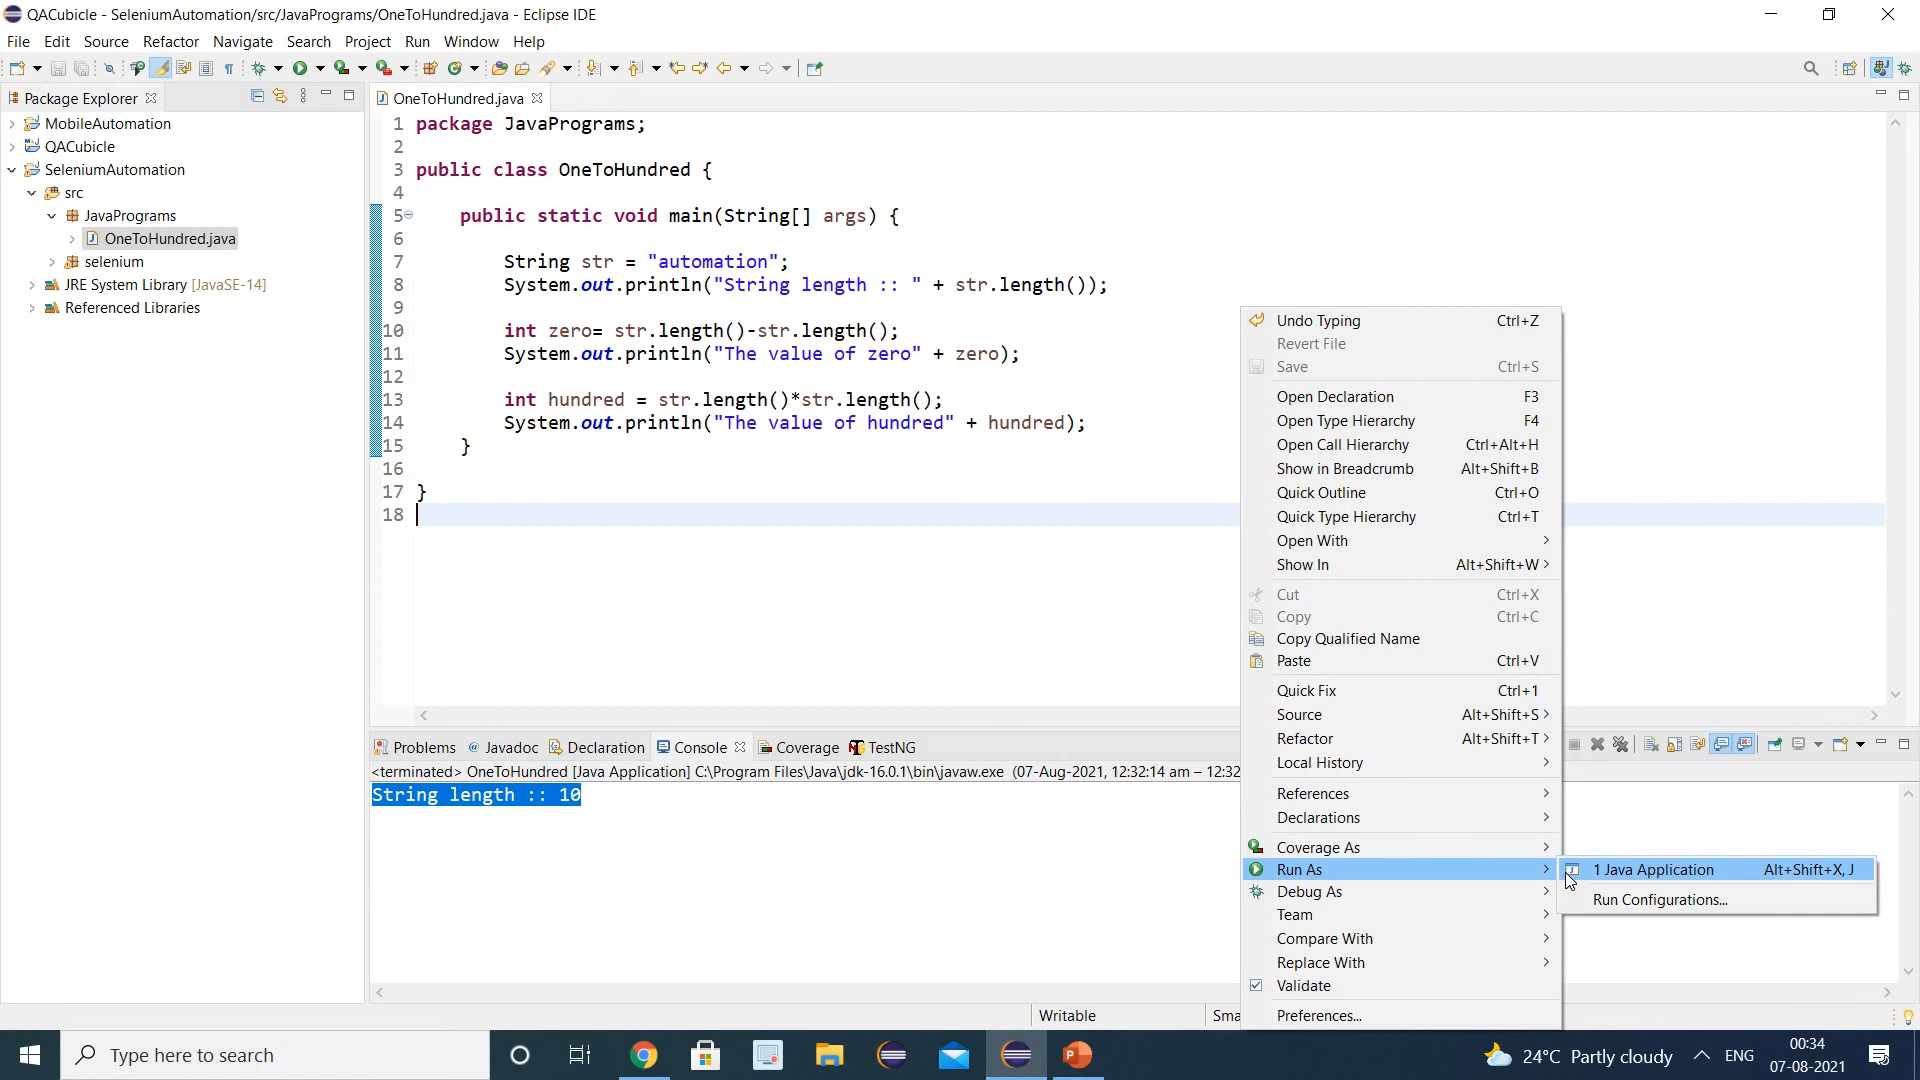 QACubicle - SeleniumAutomation/src/JavaPrograms/OneToHundred.java - Eclipse IDE
File Edit Source Refactor Navigate Search Project Run Window Help
Package Explorer
MobileAutomation
QACubicle
SeleniumAutomation
src
JavaPrograms
OneToHundred.java
selenium
JRE System Library [JavaSE-14]
Referenced Libraries
OneToHundred.java
1 package JavaPrograms;
2
3 public class OneToHundred {
4
5 public static void main(String[] args) {
6
7 String str = "automation";
8 System.out.println("String length :: " + str.length());
9
10 int zero= str.length()-str.length();
11 System.out.println("The value of zero" + zero);
12
13 int hundred = str.length()*str.length();
14 System.out.println("The value of hundred" + hundred);
15 }
16
17 }
18
Undo Typing Ctrl+Z
Revert File
Save Ctrl+S
Open Declaration F3
Open Type Hierarchy F4
Open Call Hierarchy Ctrl+Alt+H
Show in Breadcrumb Alt+Shift+B
Quick Outline Ctrl+O
Quick Type Hierarchy Ctrl+T
Open With
Show In Alt+Shift+W
Cut Ctrl+X
Copy Ctrl+C
Copy Qualified Name
Paste Ctrl+V
Quick Fix Ctrl+1
Source Alt+Shift+S
Refactor Alt+Shift+T
Local History
References
Declarations
Coverage As
Run As
Debug As
Team
Compare With
Replace With
Validate
Preferences...
1 Java Application Alt+Shift+X, J
Run Configurations...
Problems @ Javadoc Declaration Console Coverage TestNG
<terminated> OneToHundred [Java Application] C:\Program Files\Java\jdk-16.0.1\bin\javaw.exe (07-Aug-2021, 12:32:14 am – 12:32
String length :: 10
Writable Sma
Type here to search
24°C Partly cloudy ENG
00:34
07-08-2021